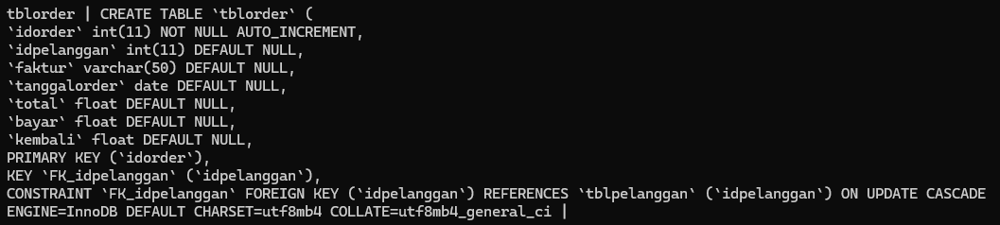 tblorder | CREATE TABLE `tblorder` (
`idorder` int(11) NOT NULL AUTO_INCREMENT,
`idpelanggan` int(11) DEFAULT NULL,
`faktur` varchar(50) DEFAULT NULL,
`tanggalorder` date DEFAULT NULL,
`total` float DEFAULT NULL,
`bayar` float DEFAULT NULL,
`kembali` float DEFAULT NULL,
PRIMARY KEY (`idorder`),
KEY `FK_idpelanggan` (`idpelanggan`),
CONSTRAINT `FK_idpelanggan` FOREIGN KEY (`idpelanggan`) REFERENCES `tblpelanggan` (`idpelanggan`) ON UPDATE CASCADE
ENGINE=InnoDB DEFAULT CHARSET=utf8mb4 COLLATE=utf8mb4_general_ci |